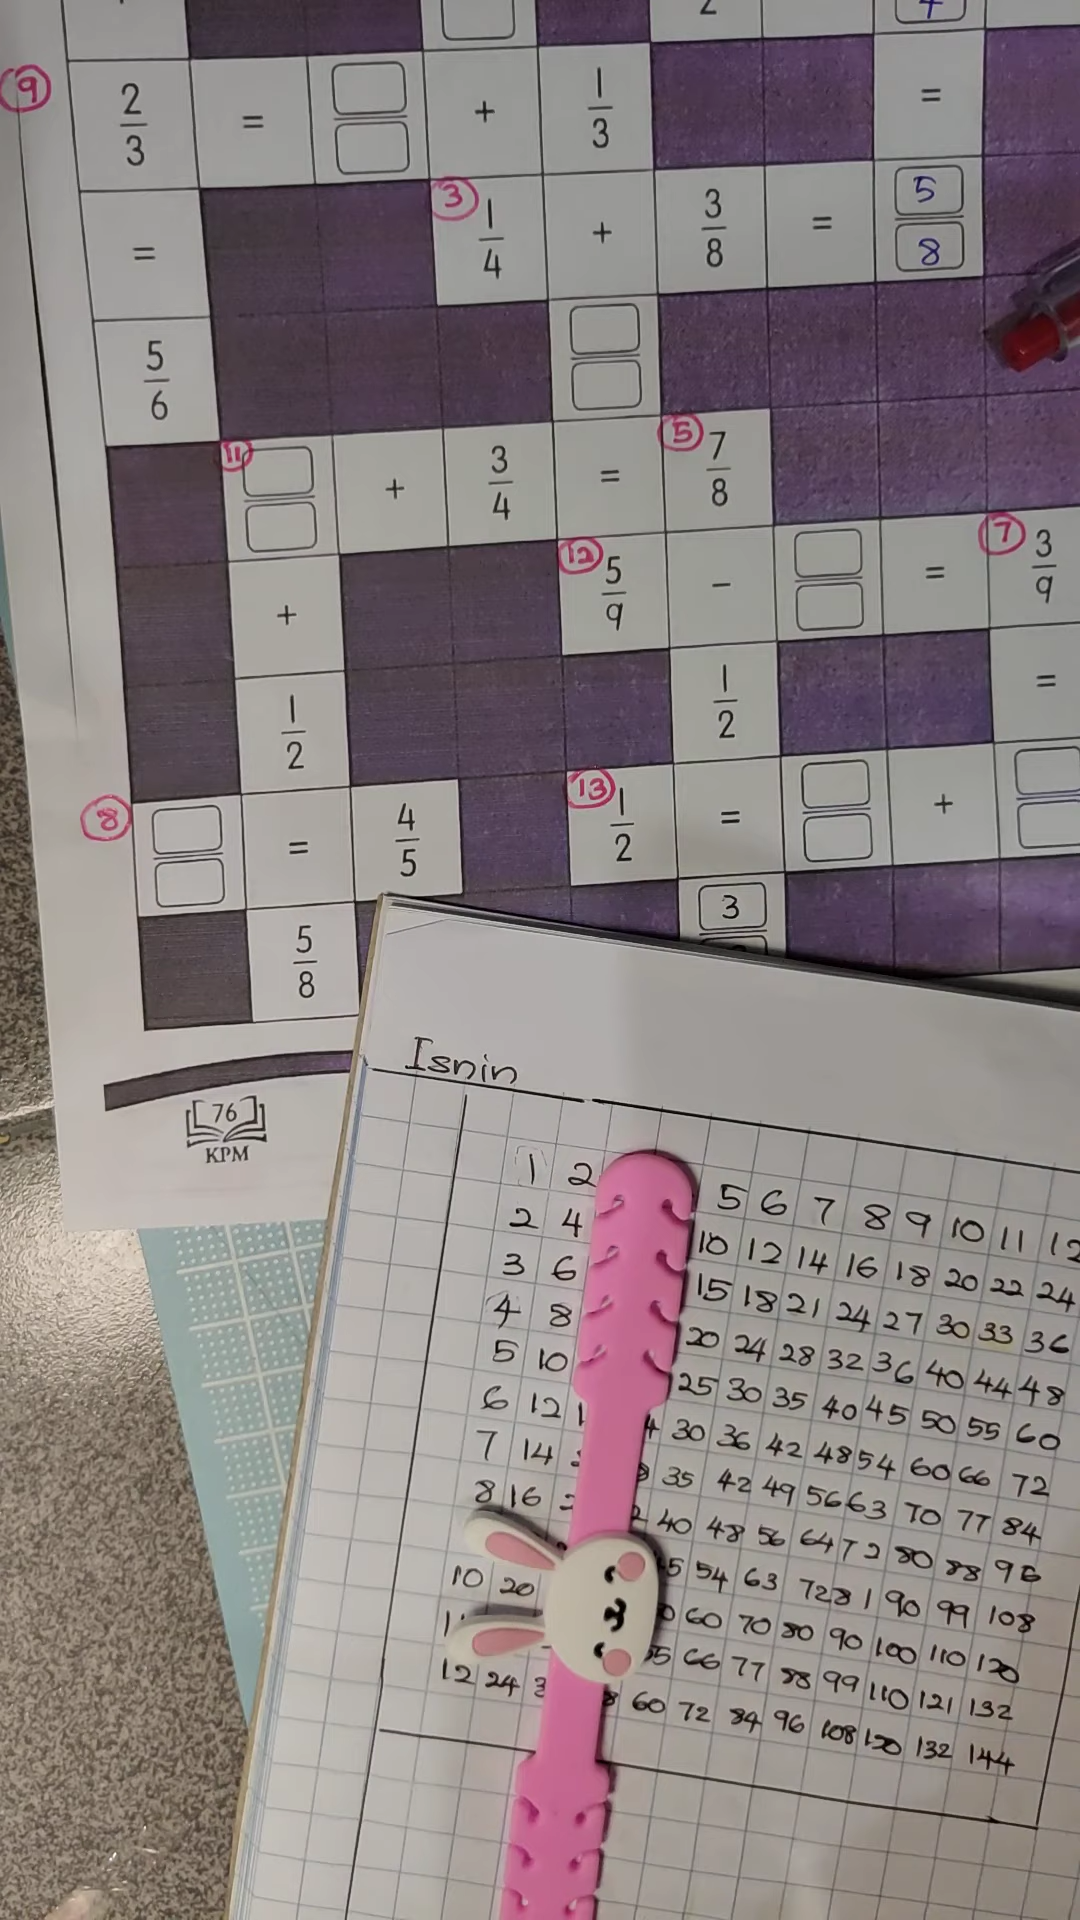 9 2/3 = + 1/3 =
= 3 1/4 + 3/8 = 5/8
5/6
11 + 3/4 = 5 7/8
+ 12 5/9 - = 7 3/9
1/2 1/2 =
8 = 4/5 13 1/2 = +
5/8 3
76
KPM
Isnin
1 2 5 6 7 8 9 10 11 12
2 4 10 12 14 16 18 20 22 24
3 6 15 18 21 24 27 30 33 36
4 8 20 24 28 32 36 40 44 48
5 10 25 30 35 40 45 50 55 60
6 12 30 36 42 48 54 60 66 72
7 14 35 42 49 56 63 70 77 84
8 16 40 48 56 64 72 80 88 96
54 63 72 81 90 99 108
10 20 60 70 80 90 100 110 120
66 77 88 99 110 121 132
12 24 60 72 84 96 108 120 132 144